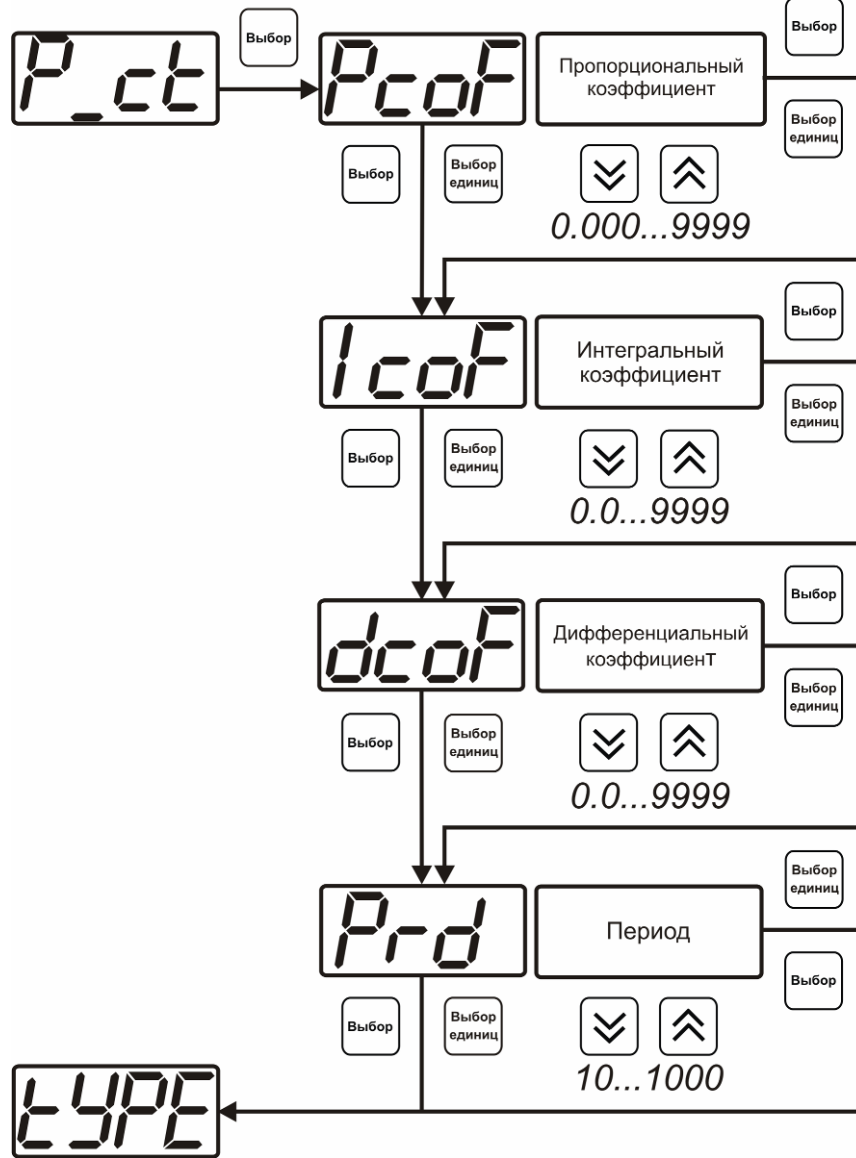 P_ct
Выбор
PcoF
Пропорциональный
коэффициент
Выбор
Выбор
единиц
Выбор
Выбор
единиц
0.000...9999
IcoF
Интегральный
коэффициент
Выбор
Выбор
единиц
Выбор
Выбор
единиц
0.0...9999
dcoF
Дифференциальный
коэффициент
Выбор
Выбор
единиц
Выбор
Выбор
единиц
0.0...9999
Prd
Период
Выбор
единиц
Выбор
Выбор
Выбор
единиц
10...1000
tYPE